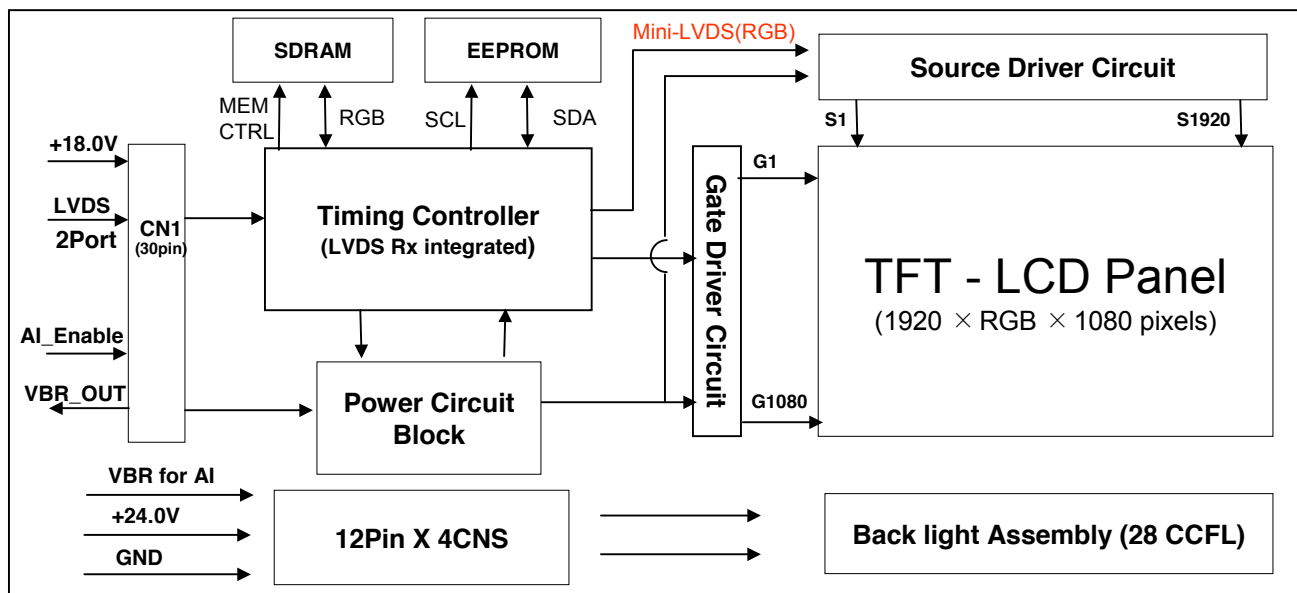 Mini-LVDS(RGB)
SDRAM
EEPROM
Source Driver Circuit
MEM
CTRL
RGB
SCL
SDA
S1
S1920
+18.0V
LVDS
2Port
CN1
(30pin)
Timing Controller
(LVDS Rx integrated)
Gate Driver Circuit
G1
G1080
TFT - LCD Panel
(1920 × RGB × 1080 pixels)
AI_Enable
VBR_OUT
Power Circuit
Block
VBR for AI
+24.0V
GND
12Pin X 4CNS
Back light Assembly (28 CCFL)